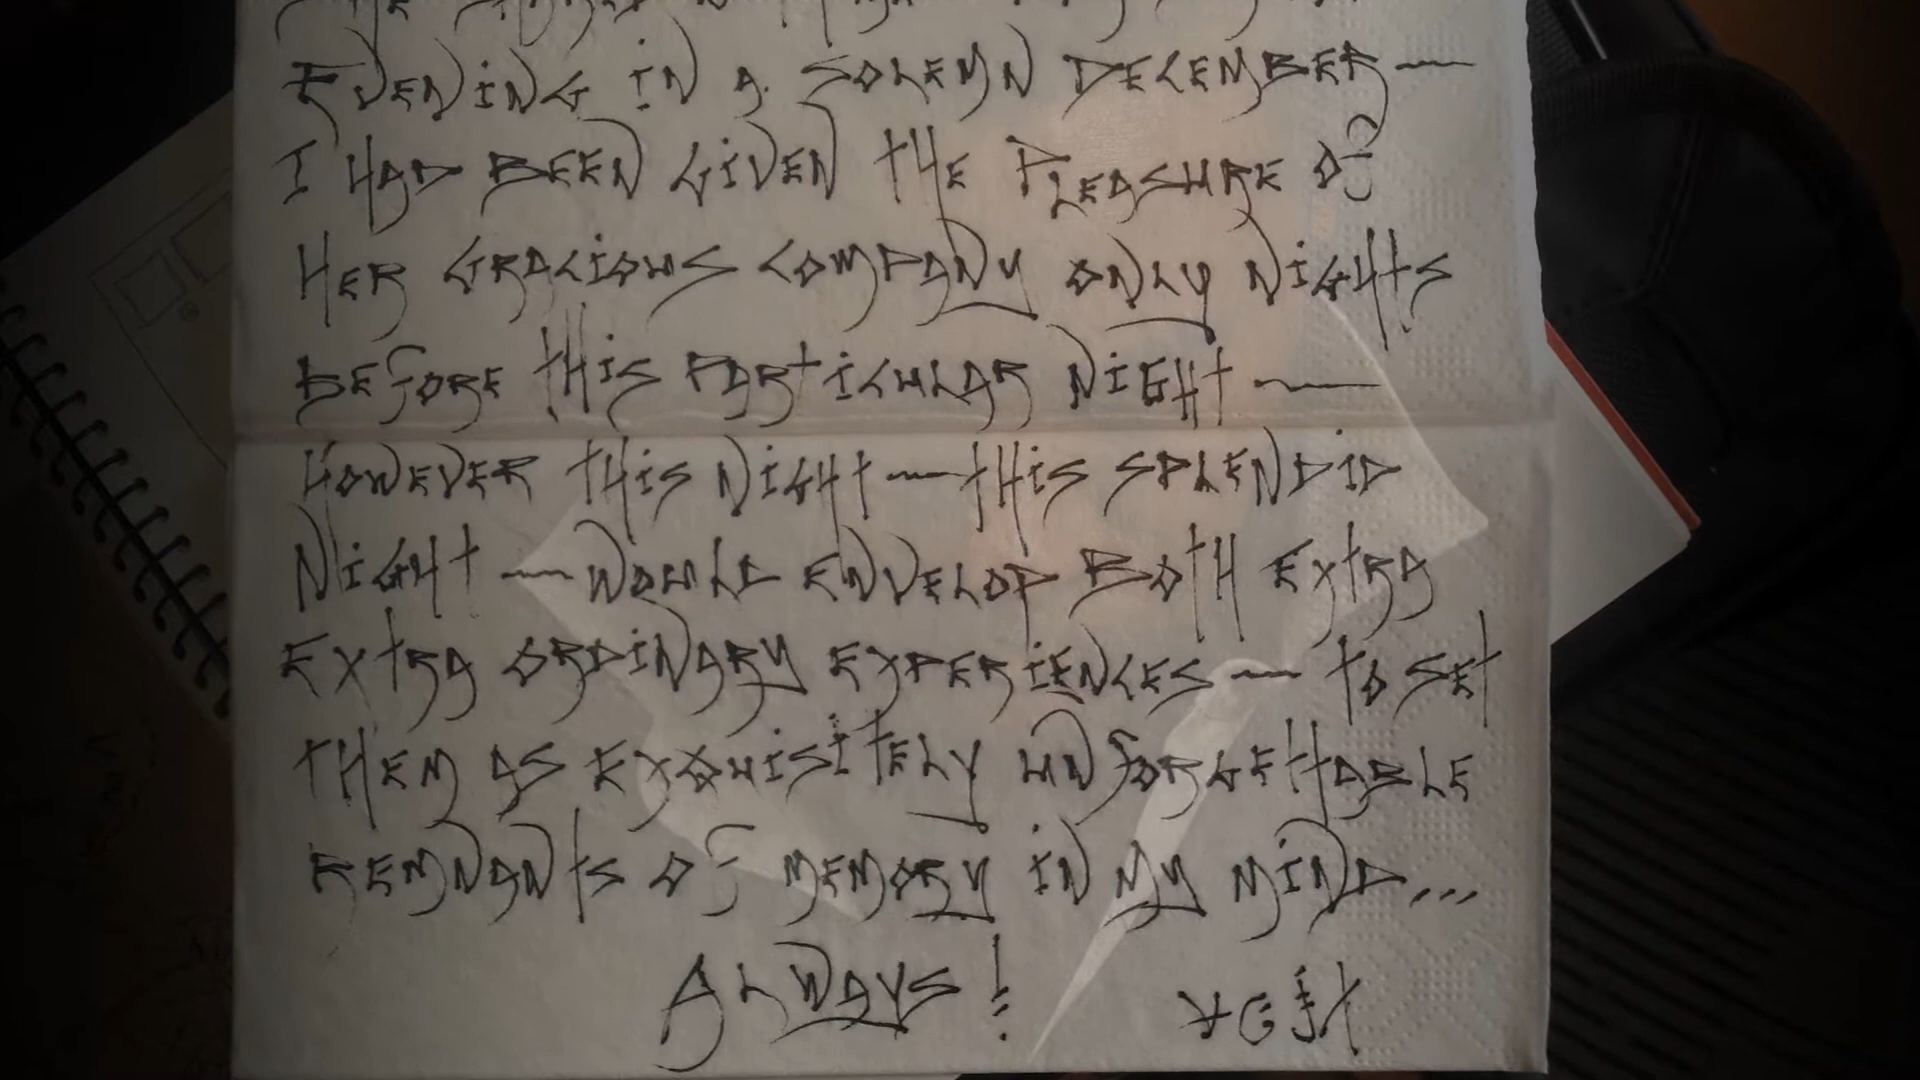 Evening in a solemn December —
I had been given the pleasure of
Her gracious company only nights
before this particular night —
However this night — this splendid
Night — would envelop both extra
extra ordinary experiences — to set
them as exquisitely unforgettable
remnants of memory in my mind...
Always!